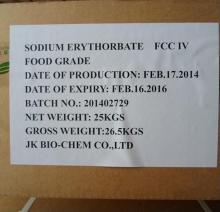 SODIUM ERYTHORBATE FCC IV
FOOD GRADE
DATE OF PRODUCTION: FEB.17.2014
DATE OF EXPIRY: FEB.16.2016
BATCH NO.: 201402729
NET WEIGHT: 25KGS
GROSS WEIGHT:26.5KGS
JK BIO-CHEM CO.,LTD